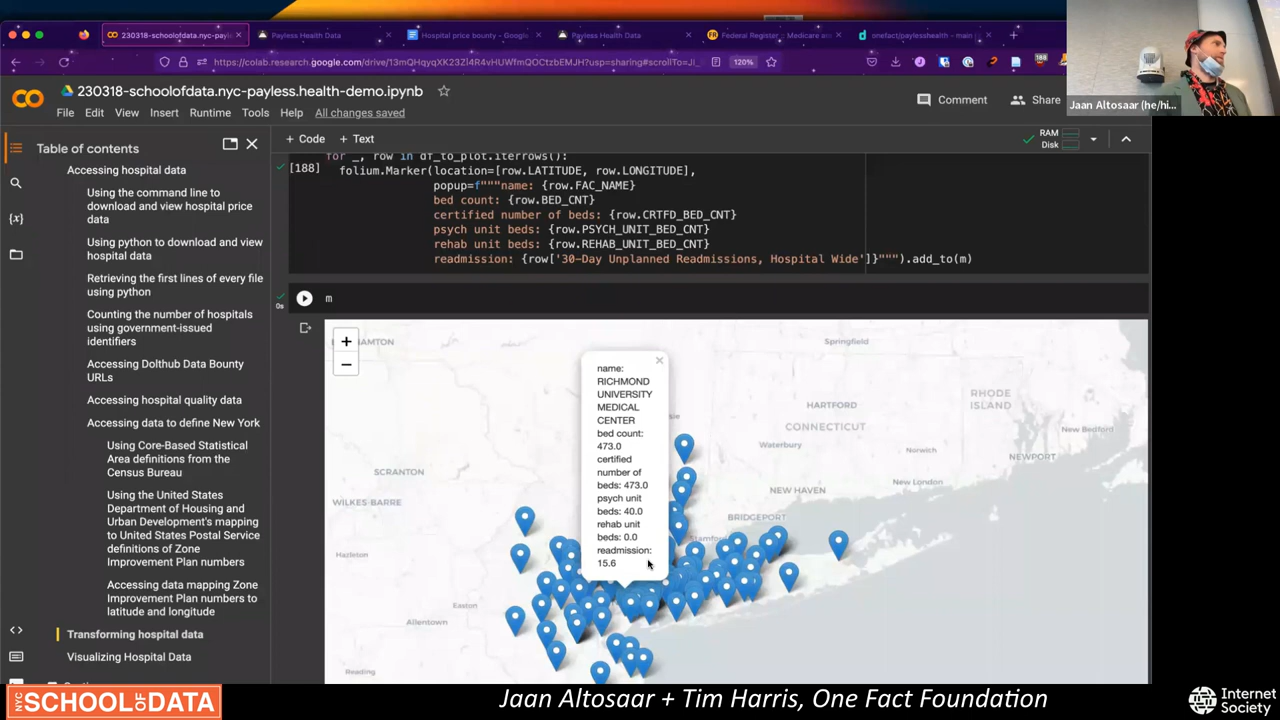 230318-schoolofdata.nyc-payl
Payless Health Data
Hospital price bounty - Google
Payless Health Data
Federal Register :: Medicare an
onefact/paylesshealth – main
120%
Jaan Altosaar (he/hi...
230318-schoolofdata.nyc-payless.health-demo.ipynb
File Edit View Insert Runtime Tools Help All changes saved
Comment
Share
+ Code + Text
RAM
Disk
Table of contents
Accessing hospital data
Using the command line to
download and view hospital price
data
Using python to download and view
hospital data
Retrieving the first lines of every file
using python
Counting the number of hospitals
using government-issued
identifiers
Accessing Dolthub Data Bounty
URLs
Accessing hospital quality data
Accessing data to define New York
Using Core-Based Statistical
Area definitions from the
Census Bureau
Using the United States
Department of Housing and
Urban Development's mapping
to United States Postal Service
definitions of Zone
Improvement Plan numbers
Accessing data mapping Zone
Improvement Plan numbers to
latitude and longitude
Transforming hospital data
Visualizing Hospital Data
for _, row in df_to_plot.iterrows():
[188]
folium.Marker(location=[row.LATITUDE, row.LONGITUDE],
popup=f"""name: {row.FAC_NAME}
bed count: {row.BED_CNT}
certified number of beds: {row.CRTFD_BED_CNT}
psych unit beds: {row.PSYCH_UNIT_BED_CNT}
rehab unit beds: {row.REHAB_UNIT_BED_CNT}
readmission: {row['30-Day Unplanned Readmissions, Hospital Wide']}""").add_to(m)
0s
m
+
−
name:
RICHMOND
UNIVERSITY
MEDICAL
CENTER
bed count:
473.0
certified
number of
beds: 473.0
psych unit
beds: 40.0
rehab unit
beds: 0.0
readmission:
15.6
Springfield
HARTFORD
CONNECTICUT
RHODE
ISLAND
New Bedford
Waterbury
Norwich
NEWPORT
SCRANTON
New London
NEW HAVEN
WILKES-BARRE
BRIDGEPORT
Stamford
Hazleton
Easton
Allentown
Reading
NYC SCHOOL OF DATA
Jaan Altosaar + Tim Harris, One Fact Foundation
Internet
Society